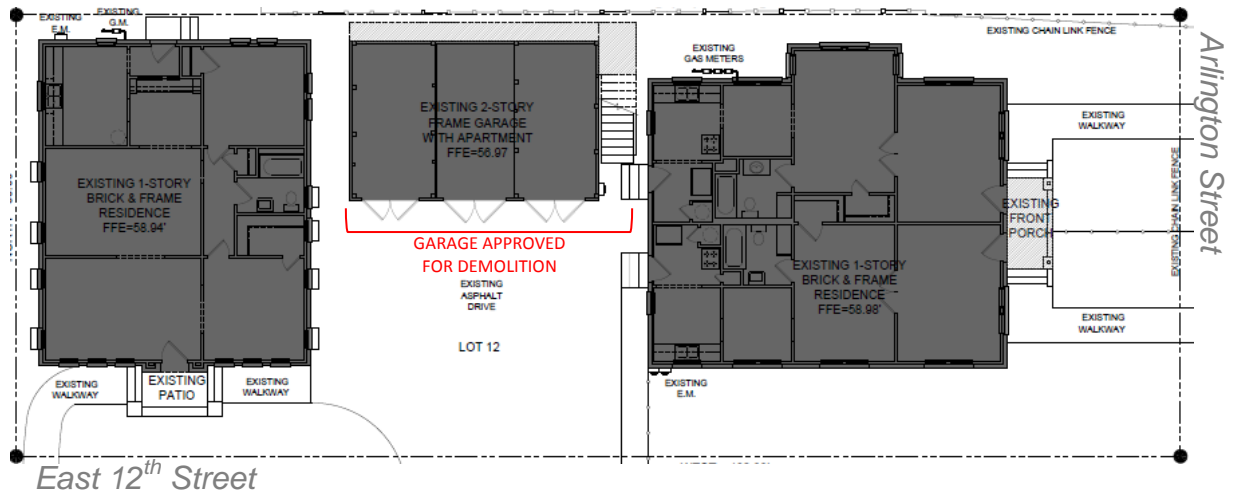 EXISTING
E.M.
EXISTING
G.M.
EXISTING CHAIN LINK FENCE
EXISTING
GAS METERS
EXISTING 2-STORY
FRAME GARAGE
WITH APARTMENT
FFE=56.97
EXISTING
WALKWAY
Arlington Street
EXISTING CHAIN LINK FENCE
EXISTING 1-STORY
BRICK & FRAME
RESIDENCE
FFE=58.94'
EXISTING
FRONT
PORCH
GARAGE APPROVED
FOR DEMOLITION
EXISTING
ASPHALT
DRIVE
LOT 12
EXISTING 1-STORY
BRICK & FRAME
RESIDENCE
FFE=58.98'
EXISTING
WALKWAY
EXISTING
WALKWAY
EXISTING
PATIO
EXISTING
WALKWAY
EXISTING
E.M.
East 12th Street